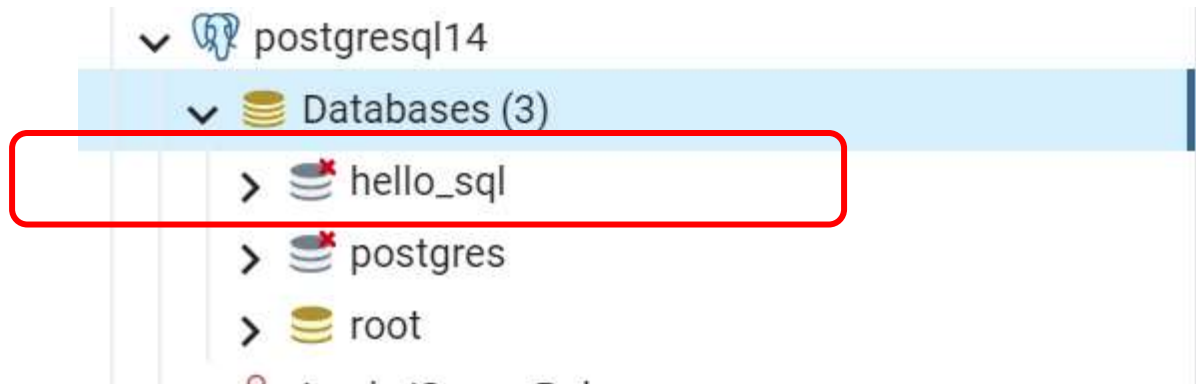 postgresql14
Databases (3)
hello_sql
postgres
root